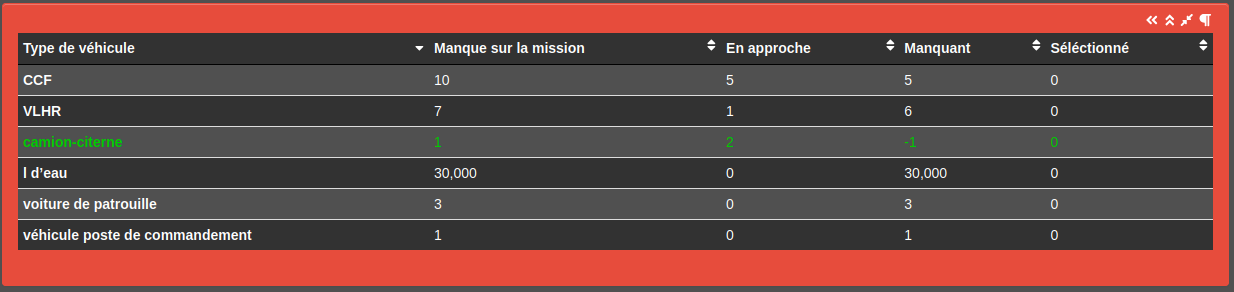 Type de véhicule Manque sur la mission En approche Manquant Séléctionné
CCF 10 5 5 0
VLHR 7 1 6 0
camion-citerne 1 2 -1 0
l d'eau 30,000 0 30,000 0
voiture de patrouille 3 0 3 0
véhicule poste de commandement 1 0 1 0